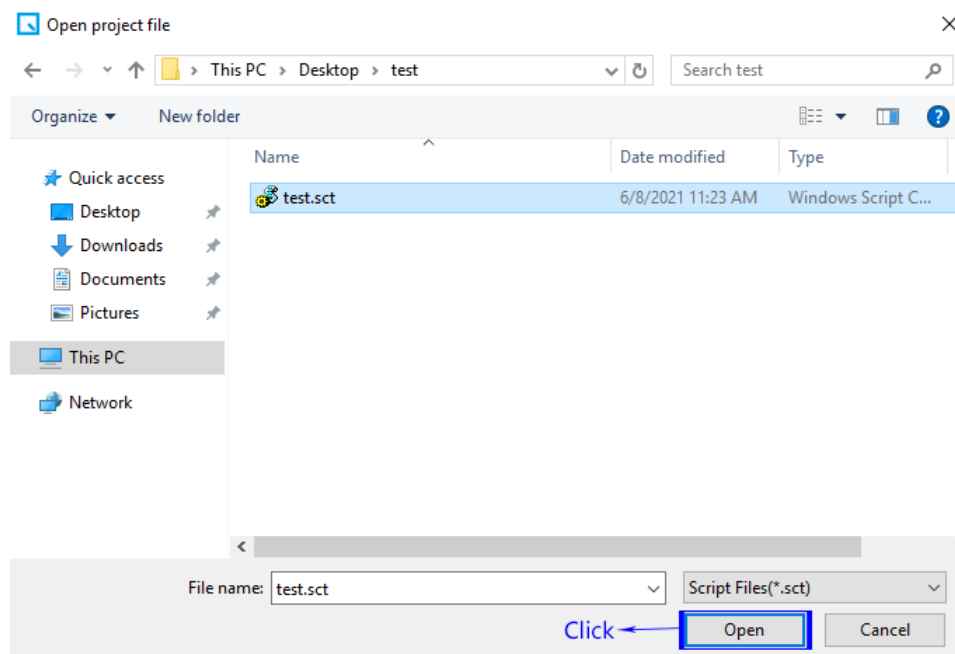 Open project file
This PC > Desktop > test
Search test
Organize
New folder
Name
Date modified
Type
Quick access
test.sct
6/8/2021 11:23 AM
Windows Script C...
Desktop
Downloads
Documents
Pictures
This PC
Network
File name:
test.sct
Script Files(*.sct)
Click
Open
Cancel